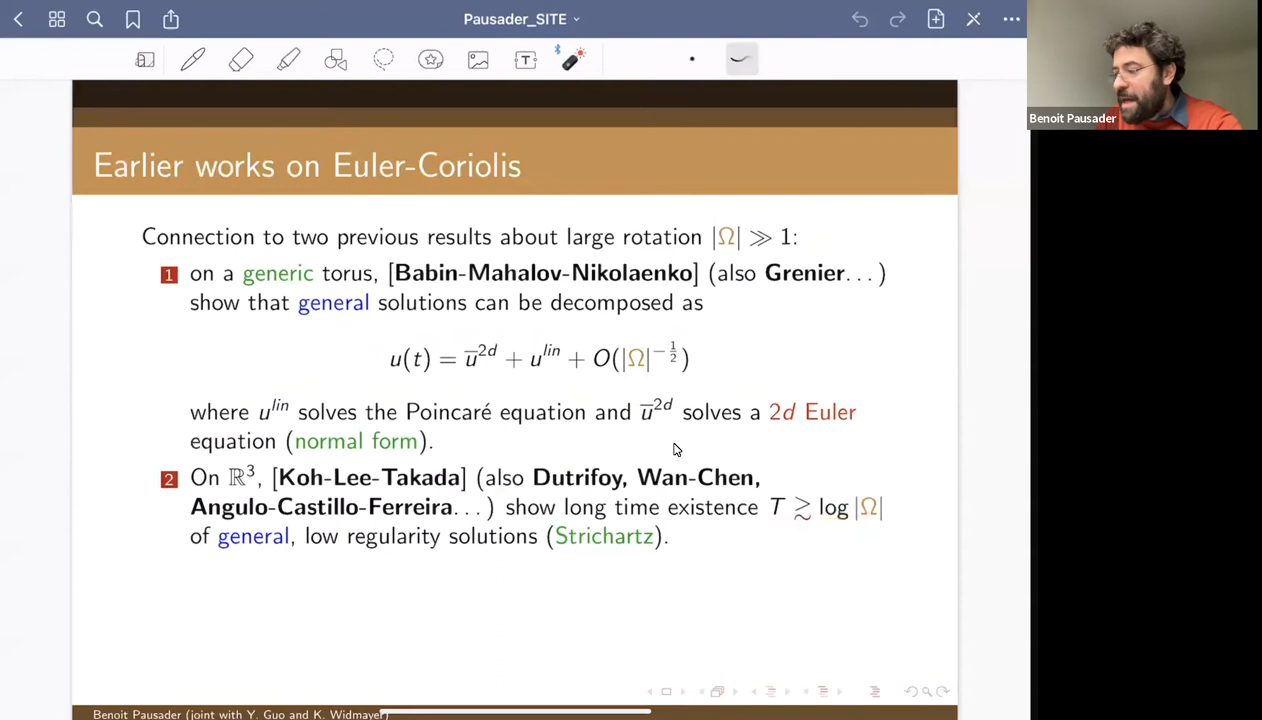 Pausader_SITE
Benoit Pausader
Earlier works on Euler-Coriolis
Connection to two previous results about large rotation |Ω| ≫ 1:
1 on a generic torus, [Babin-Mahalov-Nikolaenko] (also Grenier...)
show that general solutions can be decomposed as
u(t) = u̅^{2d} + u^{lin} + O(|Ω|^{-1/2})
where u^{lin} solves the Poincaré equation and u̅^{2d} solves a 2d Euler
equation (normal form).
2 On ℝ³, [Koh-Lee-Takada] (also Dutrifoy, Wan-Chen,
Angulo-Castillo-Ferreira...) show long time existence T ≳ log |Ω|
of general, low regularity solutions (Strichartz).
Benoit Pausader (joint with Y. Guo and K. Widmayer)